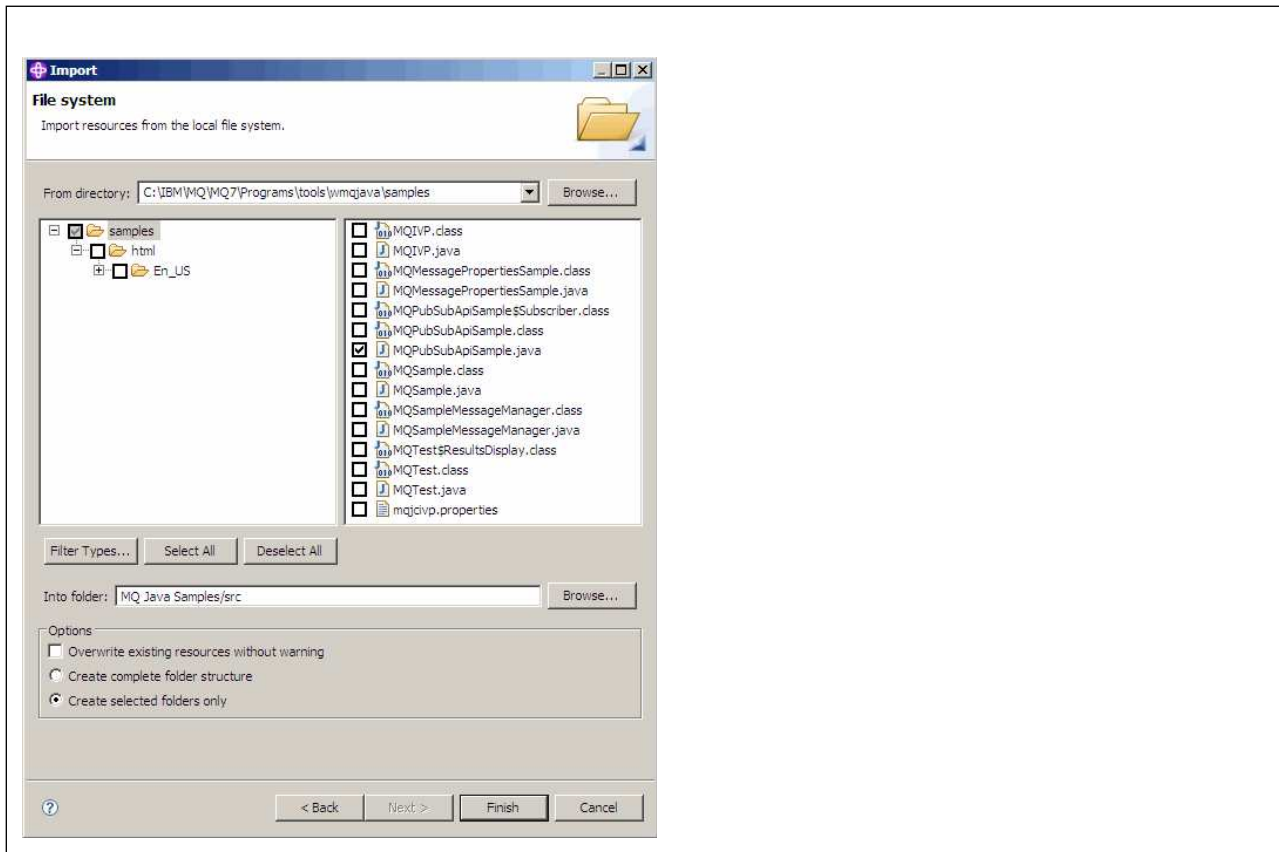 Import
File system
Import resources from the local file system.
From directory: C:\IBM\MQ\MQ7\Programs\tools\wmqjava\samples Browse...
samples
html
En_US
MQIVP.class
MQIVP.java
MQMessagePropertiesSample.class
MQMessagePropertiesSample.java
MQPubSubApiSample$Subscriber.class
MQPubSubApiSample.class
MQPubSubApiSample.java
MQSample.class
MQSample.java
MQSampleMessageManager.class
MQSampleMessageManager.java
MQTest$ResultsDisplay.class
MQTest.class
MQTest.java
mqjcivp.properties
Filter Types... Select All Deselect All
Into folder: MQ Java Samples/src Browse...
Options
Overwrite existing resources without warning
Create complete folder structure
Create selected folders only
? < Back Next > Finish Cancel